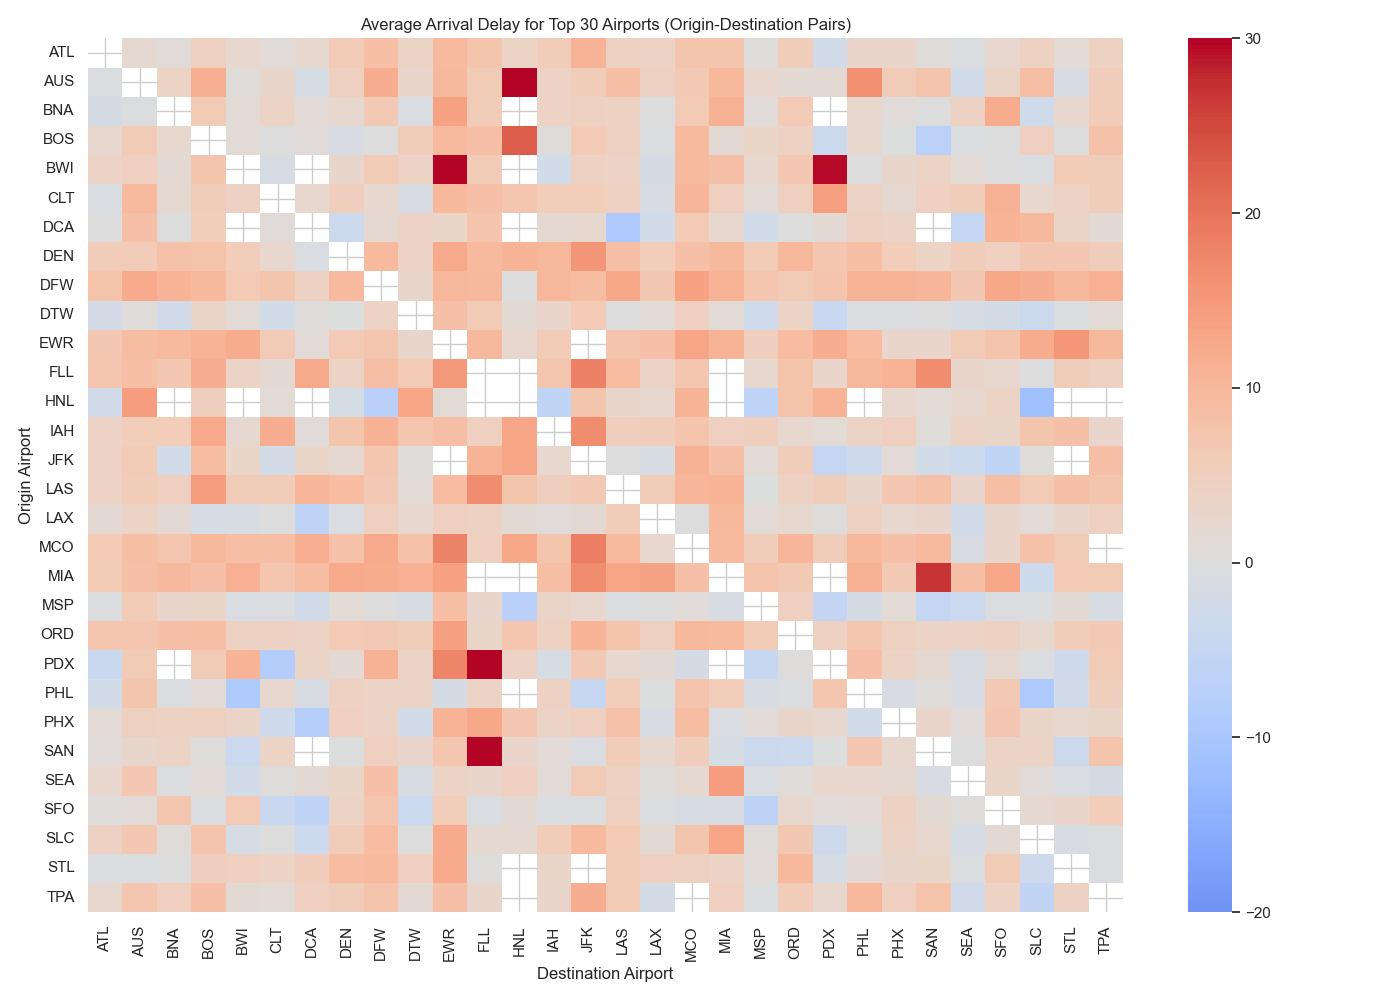 Average Arrival Delay for Top 30 Airports (Origin-Destination Pairs)
Origin Airport
ATL
AUS
BNA
BOS
BWI
CLT
DCA
DEN
DFW
DTW
EWR
FLL
HNL
IAH
JFK
LAS
LAX
MCO
MIA
MSP
ORD
PDX
PHL
PHX
SAN
SEA
SFO
SLC
STL
TPA
ATL AUS BNA BOS BWI CLT DCA DEN DFW DTW EWR FLL HNL IAH JFK LAS LAX MCO MIA MSP ORD PDX PHL PHX SAN SEA SFO SLC STL TPA
Destination Airport
30
20
10
0
−10
−20